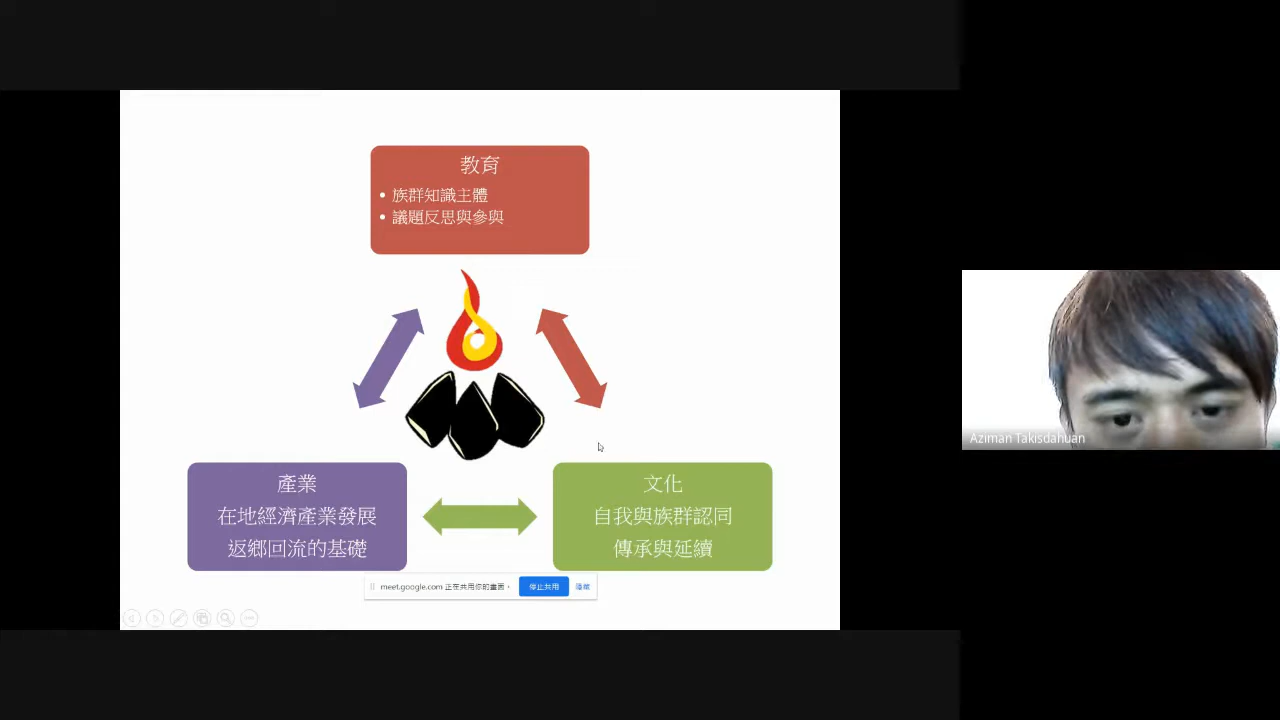 教育
• 族群知識主體
• 議題反思與參與
產業
在地經濟產業發展
返鄉回流的基礎
文化
自我與族群認同
傳承與延續
meet.google.com 正在共用你的畫面。
停止共用
隱藏
Aziman Takisdahuan